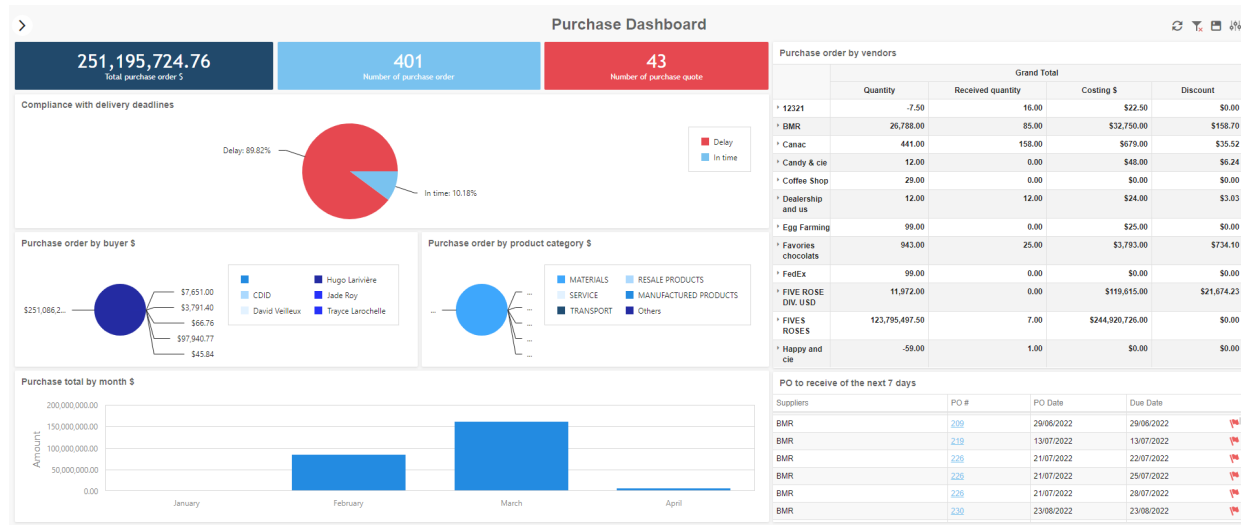 Purchase Dashboard
251,195,724.76
Total purchase order $
401
Number of purchase order
43
Number of purchase quote
Compliance with delivery deadlines
Delay: 89.82%
In time: 10.18%
Delay
In time
Purchase order by buyer $
$251,086,2...
$7,651.00
$3,791.40
$66.76
$97,940.77
$45.84
Hugo Larivière
CDID
Jade Roy
David Veilleux
Trayce Larochelle
Purchase order by product category $
...
...
...
...
...
...
MATERIALS
RESALE PRODUCTS
SERVICE
MANUFACTURED PRODUCTS
TRANSPORT
Others
Purchase total by month $
Amount
200,000,000.00
150,000,000.00
100,000,000.00
50,000,000.00
0.00
January
February
March
April
Purchase order by vendors
Grand Total
Quantity Received quantity Costing $ Discount
12321 -7.50 16.00 $22.50 $0.00
BMR 26,788.00 85.00 $32,750.00 $158.70
Canac 441.00 158.00 $679.00 $35.52
Candy & cie 12.00 0.00 $48.00 $6.24
Coffee Shop 29.00 0.00 $0.00 $0.00
Dealership 12.00 12.00 $24.00 $3.03
and us
Egg Farming 99.00 0.00 $25.00 $0.00
Favories 943.00 25.00 $3,793.00 $734.10
chocolats
FedEx 99.00 0.00 $0.00 $0.00
FIVE ROSE 11,972.00 0.00 $119,615.00 $21,674.23
DIV. USD
FIVES 123,795,497.50 7.00 $244,920,726.00 $0.00
ROSES
Happy and -59.00 1.00 $0.00 $0.00
cie
PO to receive of the next 7 days
Suppliers PO # PO Date Due Date
BMR 209 29/06/2022 29/06/2022
BMR 219 13/07/2022 13/07/2022
BMR 226 21/07/2022 22/07/2022
BMR 226 21/07/2022 25/07/2022
BMR 226 21/07/2022 28/07/2022
BMR 230 23/08/2022 23/08/2022